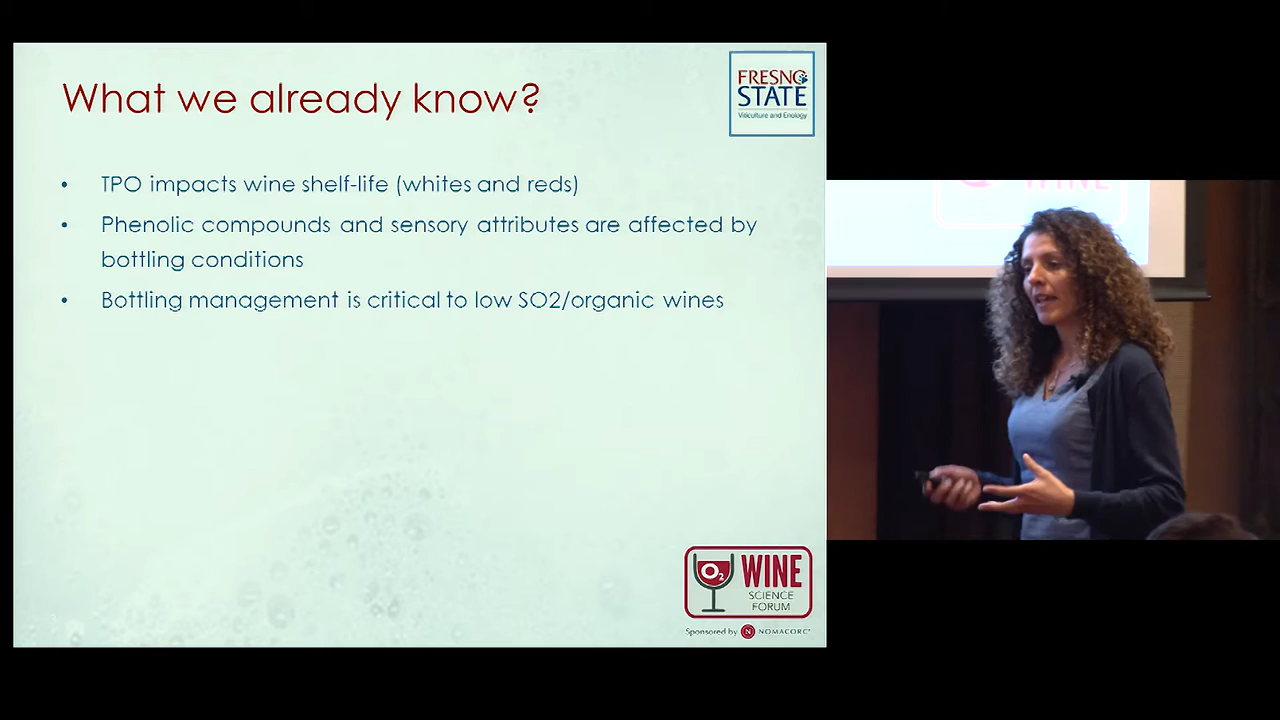 What we already know?
FRESNO
STATE
Viticulture and Enology
• TPO impacts wine shelf-life (whites and reds)
• Phenolic compounds and sensory attributes are affected by
bottling conditions
• Bottling management is critical to low SO2/organic wines
O2
WINE
SCIENCE
FORUM
Sponsored by N NOMACORC
WINE